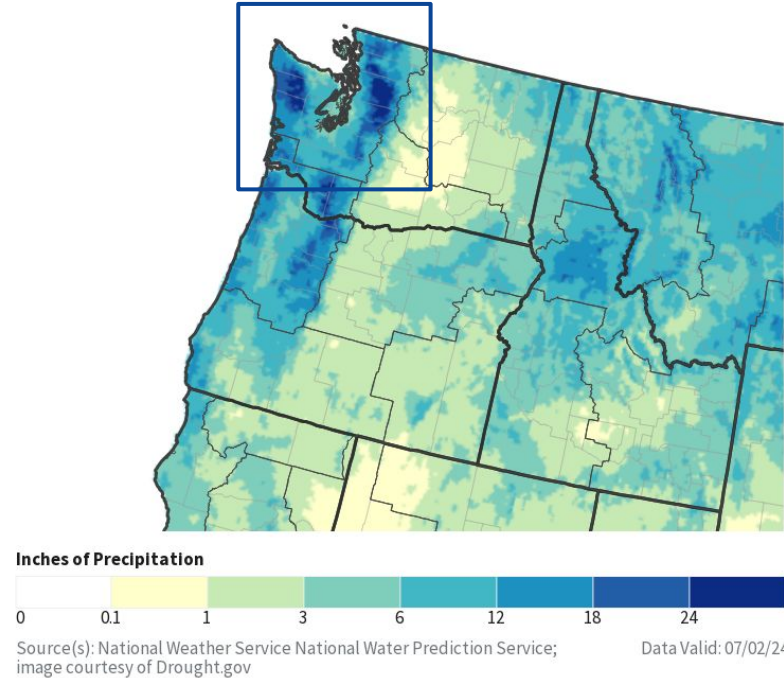 Inches of Precipitation
0 0.1 1 3 6 12 18 24
Source(s): National Weather Service National Water Prediction Service; Data Valid: 07/02/24
image courtesy of Drought.gov